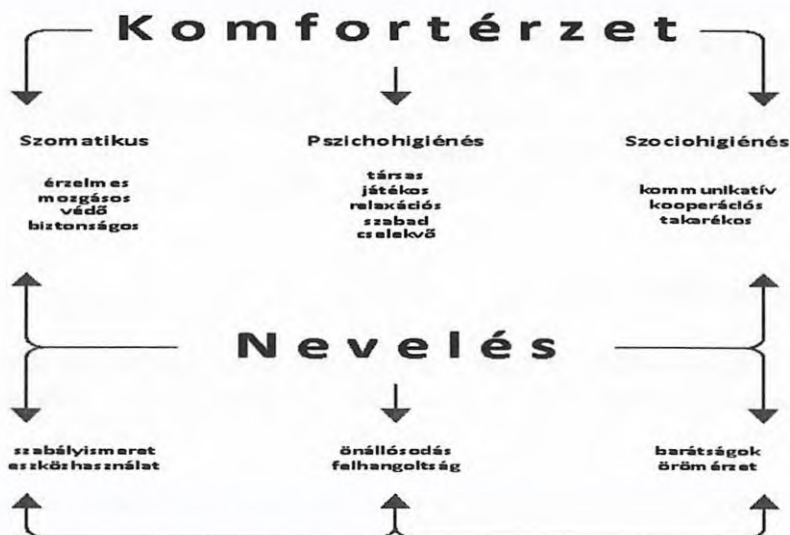 Komfortérzet
Szomatikus
érzelmes
mozgásos
védő
biztonságos
Pszichohigiénés
társas
játékos
relaxációs
szabad
cselekvő
Szociohigiénés
kommunikatív
kooperációs
takarékos
Nevelés
szabályismeret
eszközhasználat
önállósodás
felhangoltság
barátságok
örömérzet